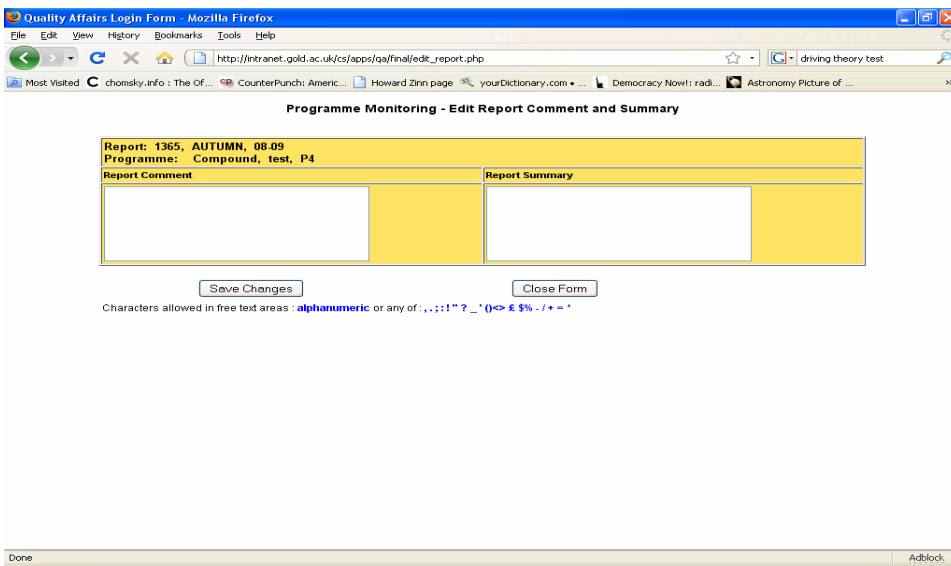 Quality Affairs Login Form - Mozilla Firefox
File Edit View History Bookmarks Tools Help
http://intranet.gold.ac.uk/cs/apps/qa/final/edit_report.php driving theory test
Most Visited chomsky.info : The Of... CounterPunch: Americ... Howard Zinn page yourDictionary.com • ... Democracy Now!: radi... Astronomy Picture of ...
Programme Monitoring - Edit Report Comment and Summary
Report: 1365, AUTUMN, 08-09
Programme: Compound, test, P4
Report Comment Report Summary
Save Changes Close Form
Characters allowed in free text areas : alphanumeric or any of : , . ; : ! " ? _ ' () <> £ $% - / + = *
Done Adblock